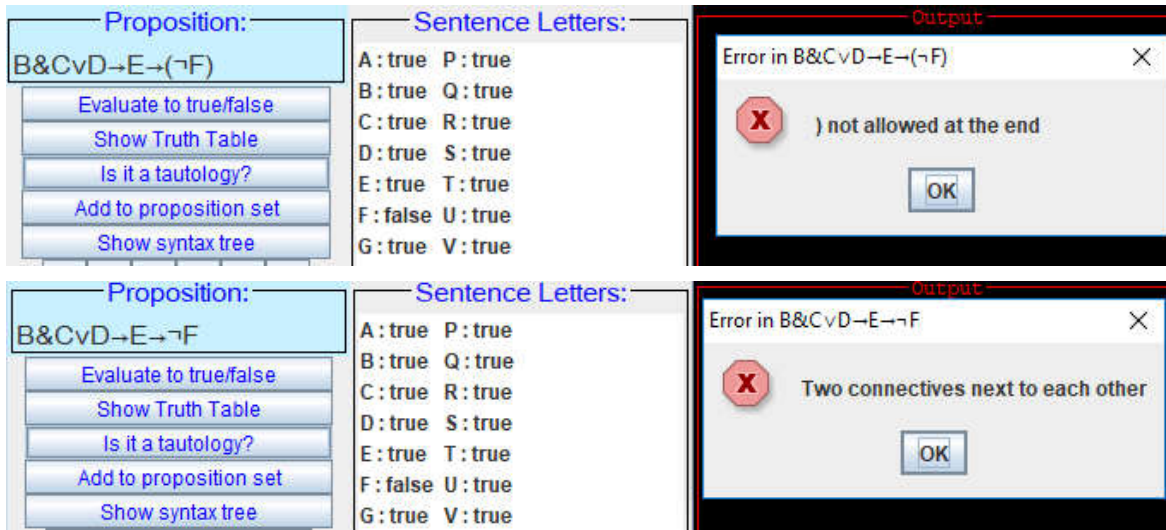 Proposition:
B&CvD→E→(¬F)
Evaluate to true/false
Show Truth Table
Is it a tautology?
Add to proposition set
Show syntax tree
Sentence Letters:
A:true P:true
B:true Q:true
C:true R:true
D:true S:true
E:true T:true
F:false U:true
G:true V:true
Output
Error in B&C∨D→E→(¬F)
X
) not allowed at the end
OK
Proposition:
B&CvD→E→¬F
Evaluate to true/false
Show Truth Table
Is it a tautology?
Add to proposition set
Show syntax tree
Sentence Letters:
A:true P:true
B:true Q:true
C:true R:true
D:true S:true
E:true T:true
F:false U:true
G:true V:true
Output
Error in B&C∨D→E→¬F
X
Two connectives next to each other
OK